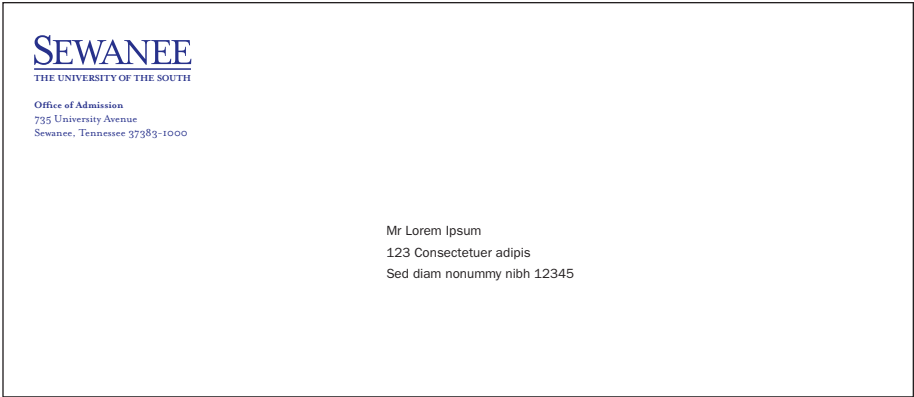 SEWANEE
THE UNIVERSITY OF THE SOUTH
Office of Admission
735 University Avenue
Sewanee, Tennessee 37383-1000
Mr Lorem Ipsum
123 Consectetuer adipis
Sed diam nonummy nibh 12345